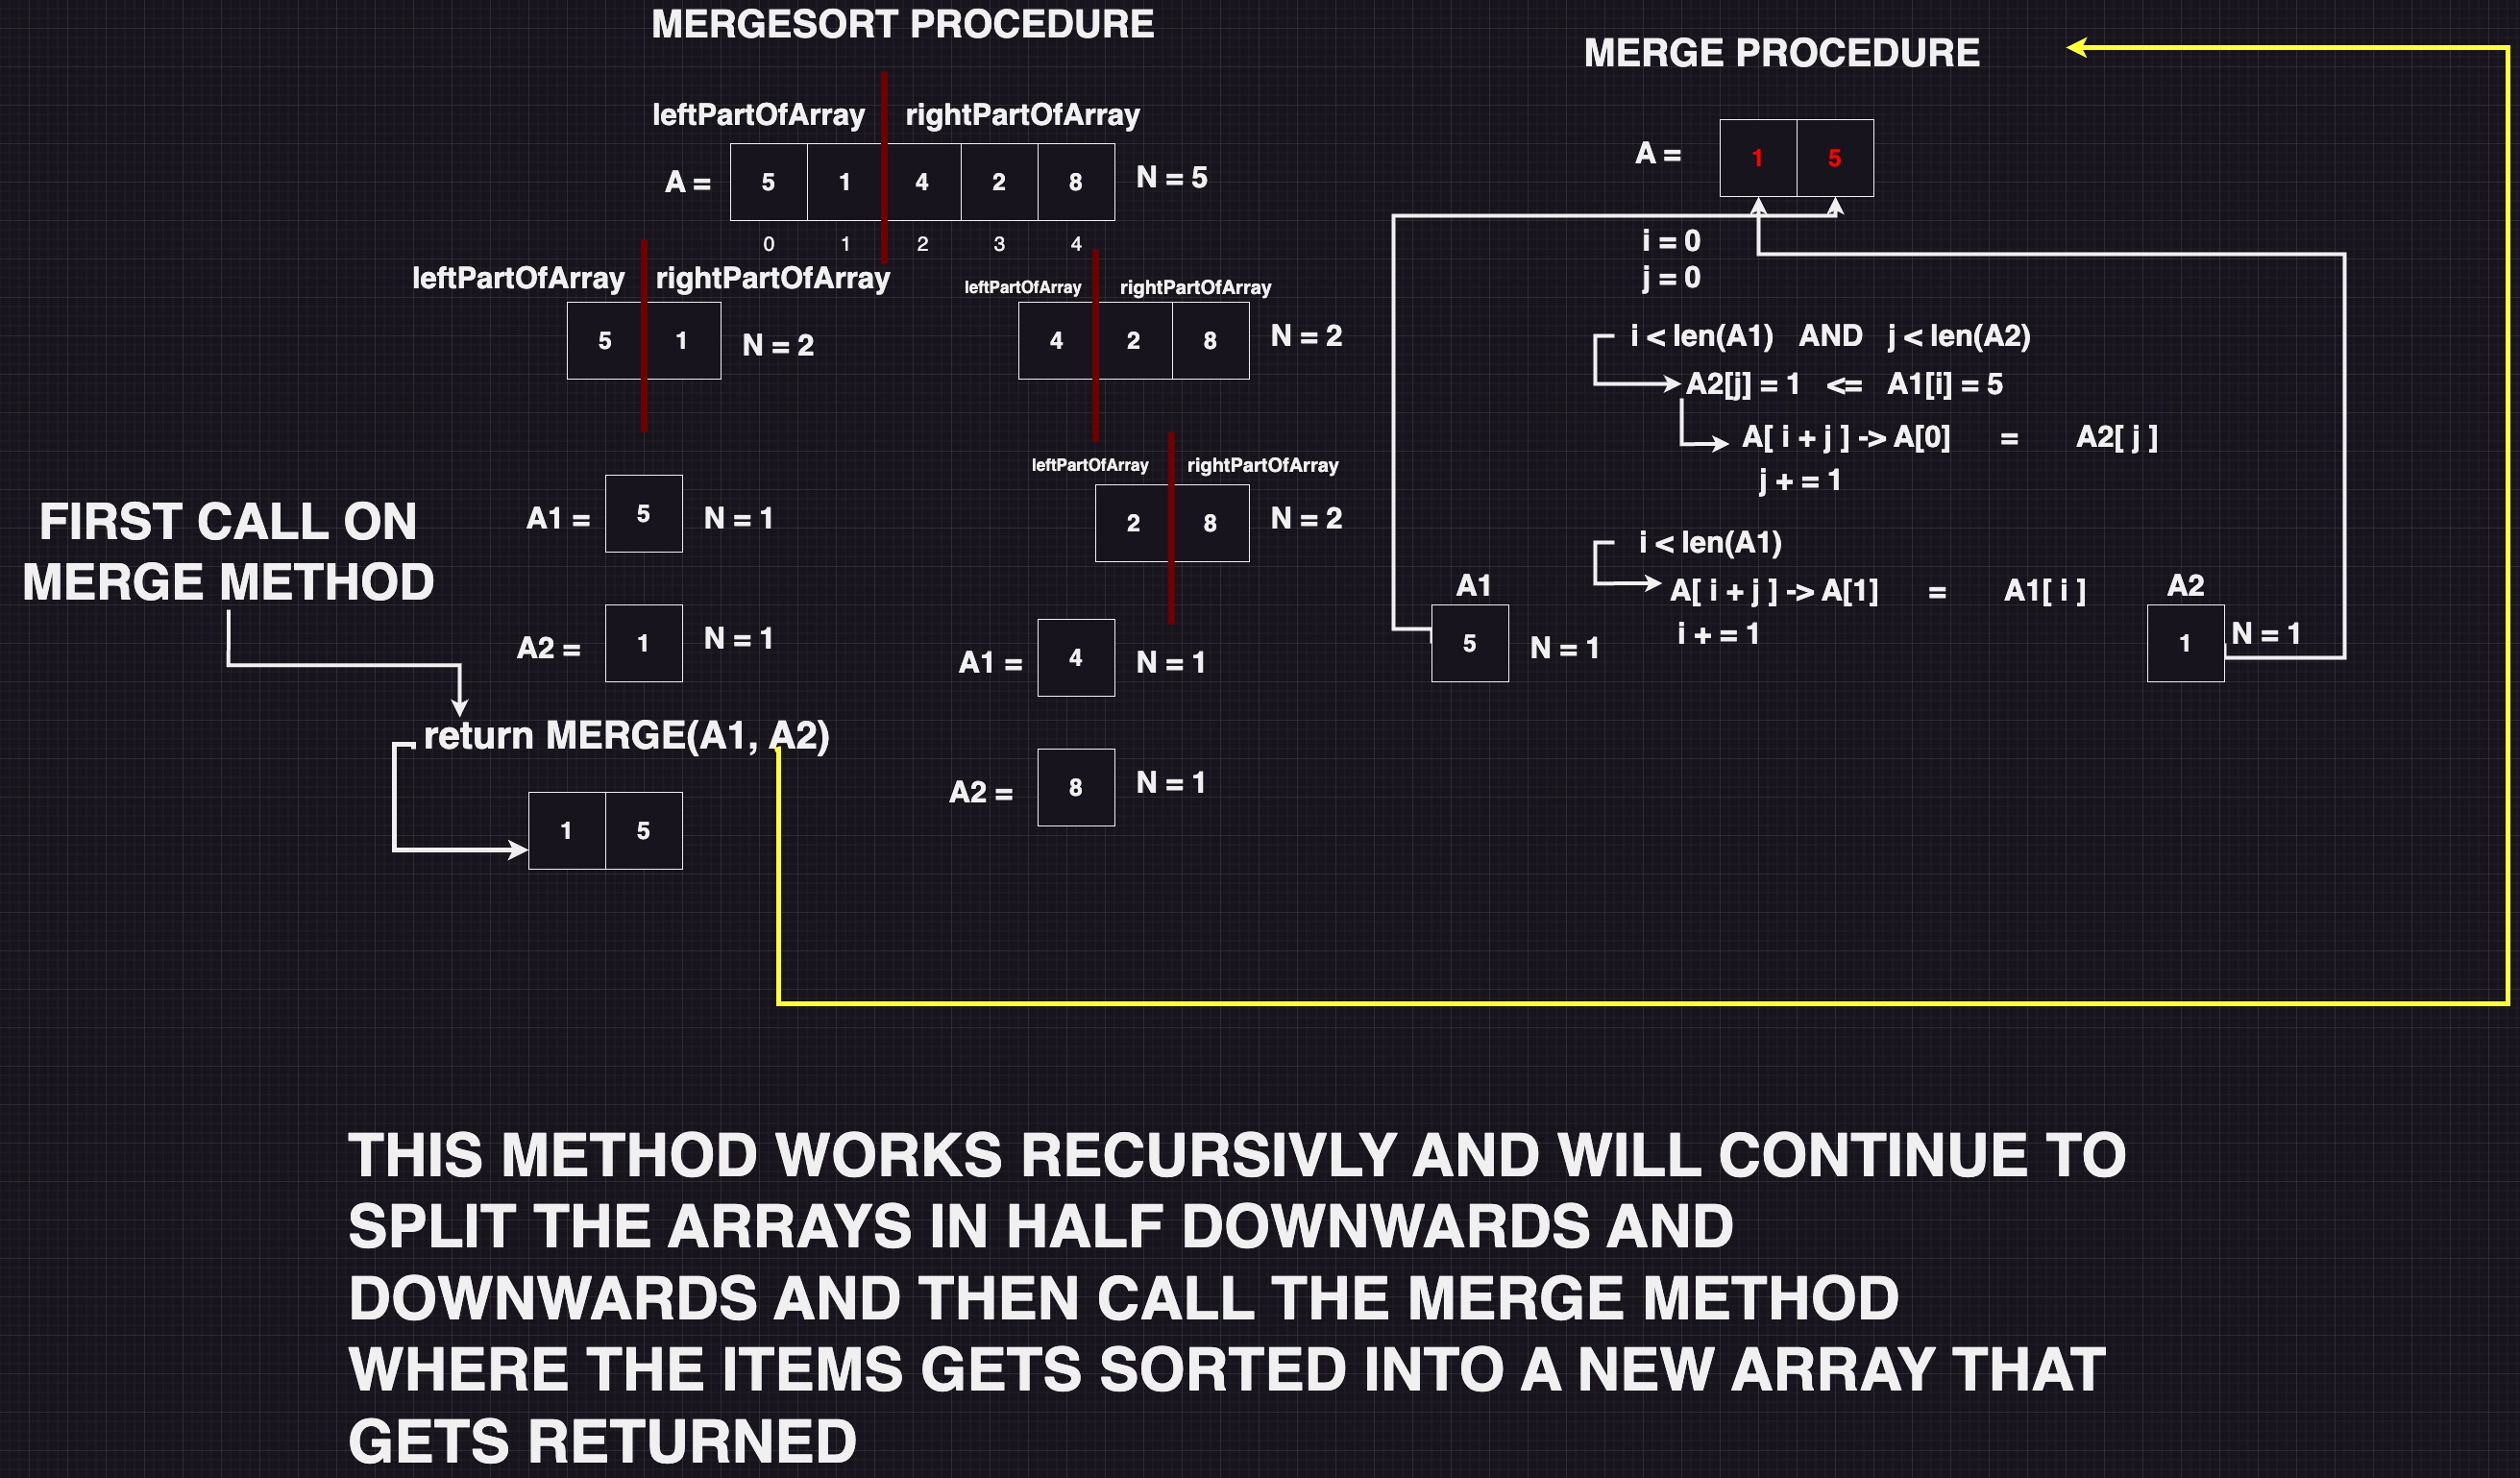 MERGESORT PROCEDURE
leftPartOfArray rightPartOfArray
A = 5 1 4 2 8 N = 5
0 1 2 3 4
leftPartOfArray rightPartOfArray
5 1 N = 2
leftPartOfArray rightPartOfArray
4 2 8 N = 2
leftPartOfArray rightPartOfArray
2 8 N = 2
FIRST CALL ON
MERGE METHOD
A1 = 5 N = 1
A2 = 1 N = 1
return MERGE(A1, A2)
1 5
A1 = 4 N = 1
A2 = 8 N = 1
MERGE PROCEDURE
A = 1 5
i = 0
j = 0
i < len(A1) AND j < len(A2)
A2[j] = 1 <= A1[i] = 5
A[ i + j ] -> A[0] = A2[ j ]
j + = 1
i < len(A1)
A[ i + j ] -> A[1] = A1[ i ]
i + = 1
A1
5 N = 1
A2
1 N = 1
THIS METHOD WORKS RECURSIVLY AND WILL CONTINUE TO
SPLIT THE ARRAYS IN HALF DOWNWARDS AND
DOWNWARDS AND THEN CALL THE MERGE METHOD
WHERE THE ITEMS GETS SORTED INTO A NEW ARRAY THAT
GETS RETURNED